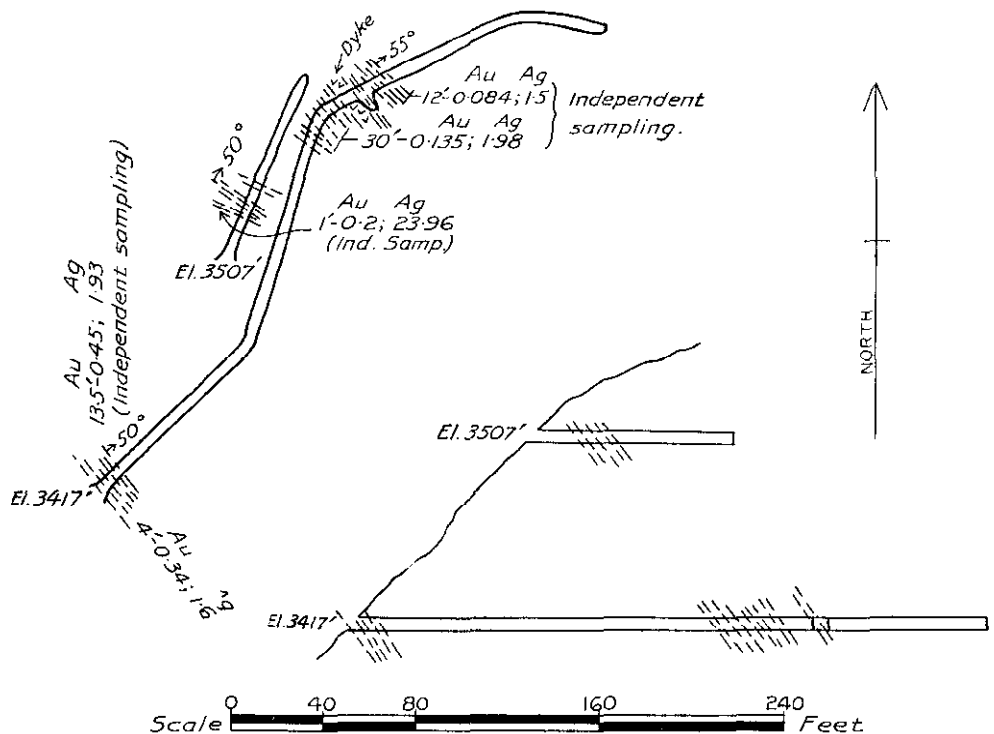 Dyke
55°
Au Ag
12'-0·084; 1·5
Au Ag
30'-0·135; 1·98
Independent
sampling.
50°
Au Ag
1'-0·2; 23·96
(Ind. Samp.)
El. 3507'
Au Ag
13·5'-0·45; 1·93
(Independent sampling)
50°
El. 3417'
Au Ag
4'-0·34; 1·6
NORTH
El. 3507'
El. 3417'
0 40 80 160 240
Scale Feet